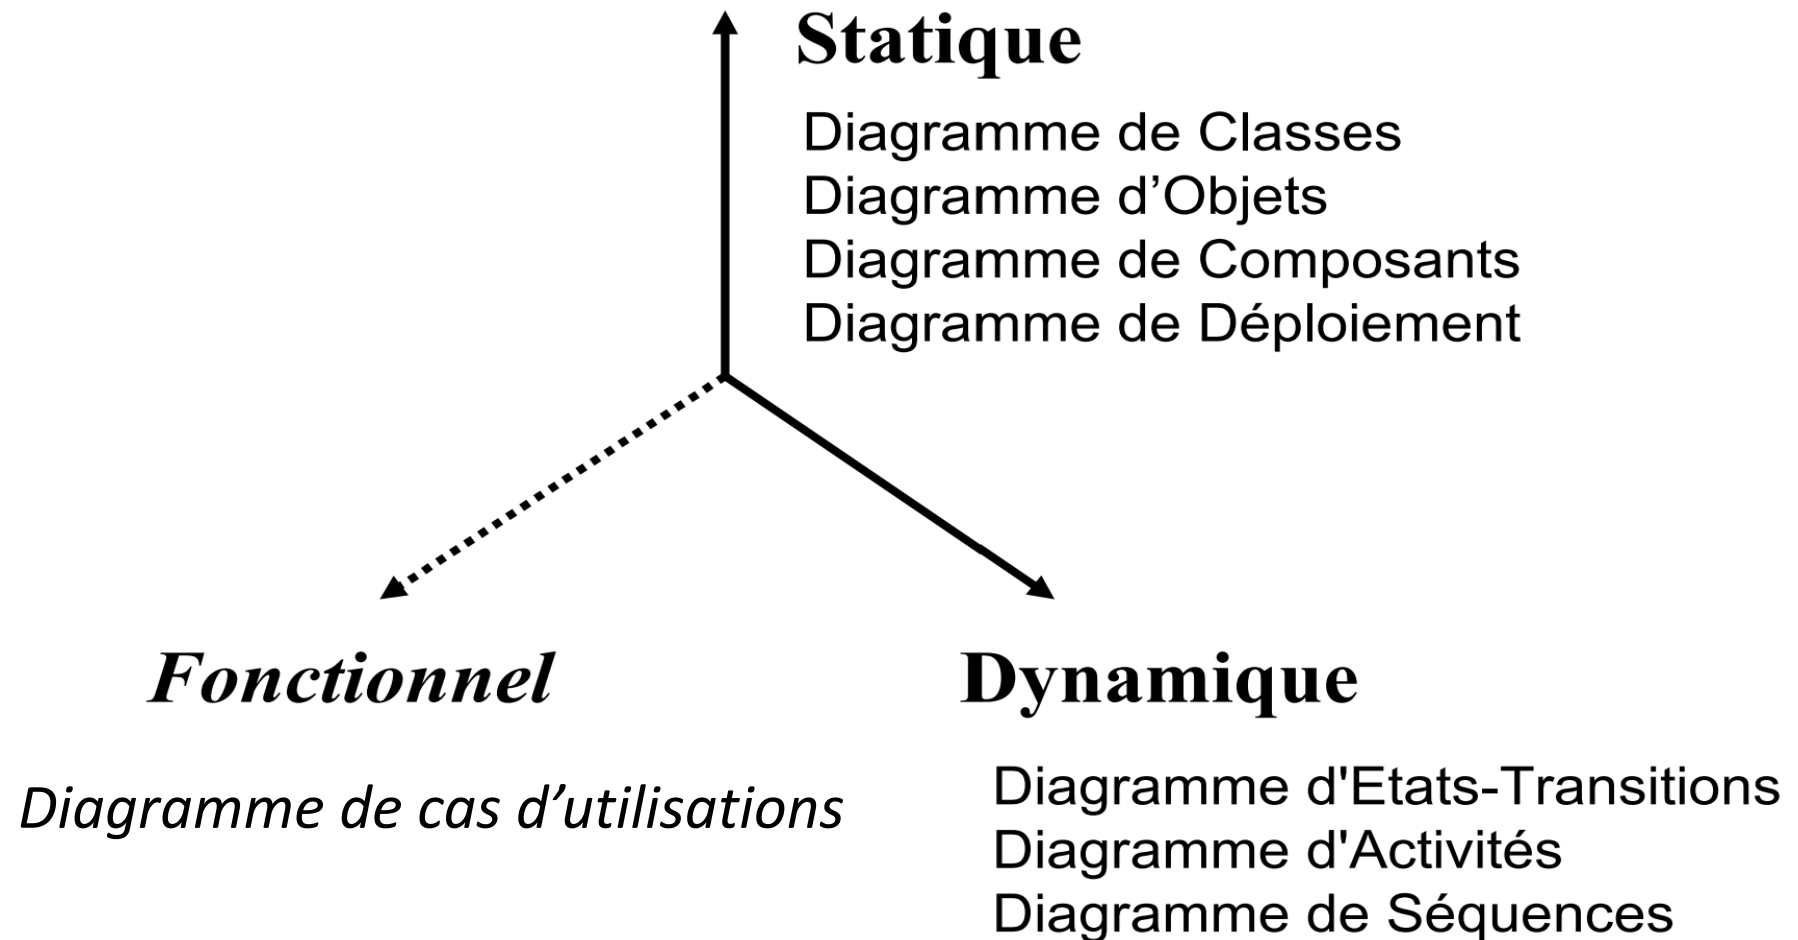 Statique
Diagramme de Classes
Diagramme d’Objets
Diagramme de Composants
Diagramme de Déploiement
Fonctionnel
Diagramme de cas d’utilisations
Dynamique
Diagramme d'Etats-Transitions
Diagramme d'Activités
Diagramme de Séquences